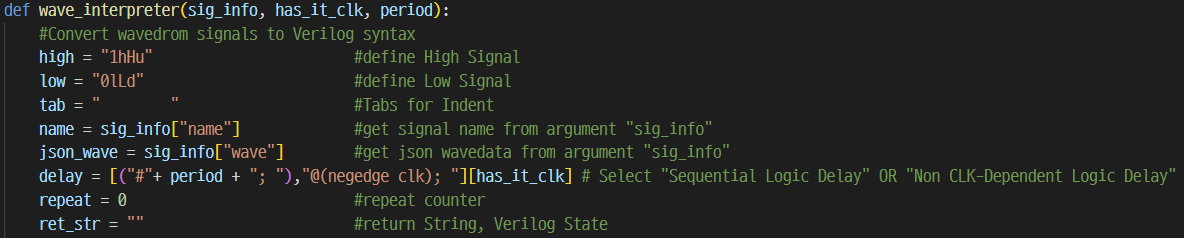 def wave_interpreter(sig_info, has_it_clk, period):
    #Convert wavedrom signals to Verilog syntax
    high = "1hHu"                           #define High Signal
    low = "0lLd"                            #define Low Signal
    tab = "        "                        #Tabs for Indent
    name = sig_info["name"]                 #get signal name from argument "sig_info"
    json_wave = sig_info["wave"]            #get json wavedata from argument "sig_info"
    delay = [("#"+ period + "; "),"@(negedge clk); "][has_it_clk] # Select "Sequential Logic Delay" OR "Non CLK-Dependent Logic Delay"
    repeat = 0                              #repeat counter
    ret_str = ""                            #return String, Verilog State